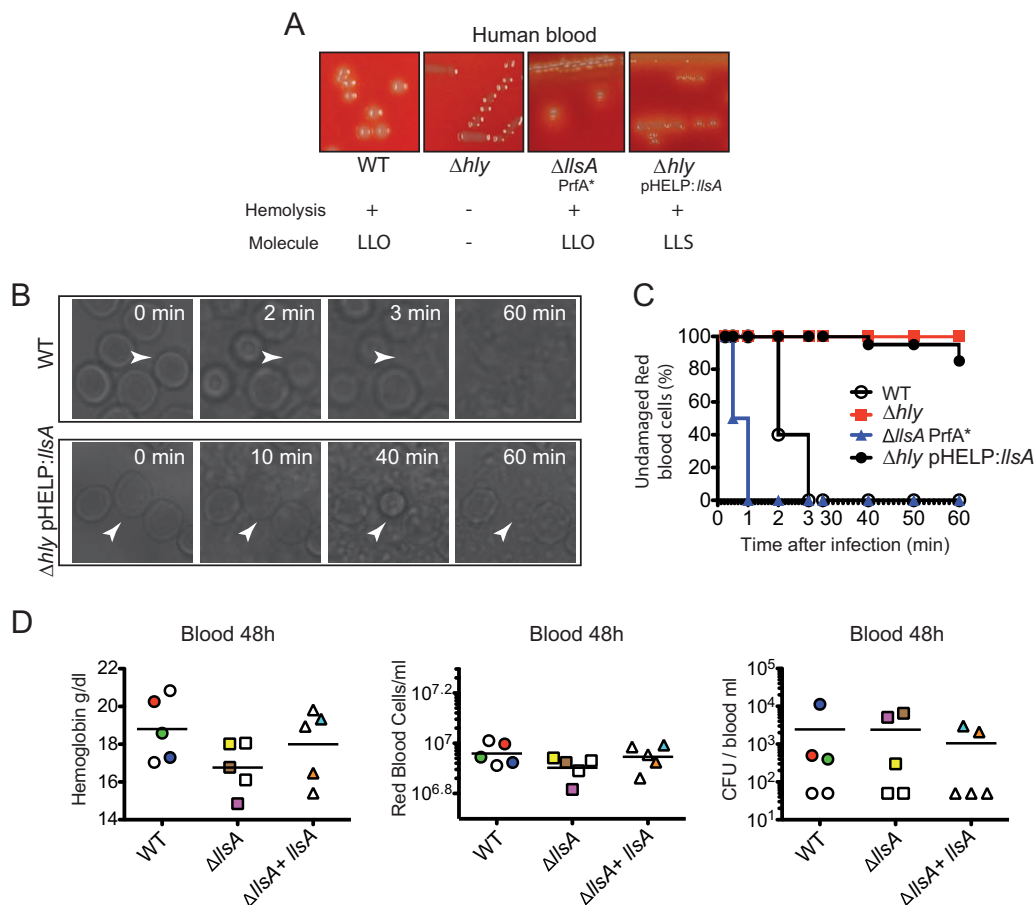 A
Human blood
WT
Δhly
ΔllsA
PrfA*
Δhly
pHELP:llsA
Hemolysis + - + +
Molecule LLO - LLO LLS
B
WT
0 min 2 min 3 min 60 min
Δhly pHELP:llsA
0 min 10 min 40 min 60 min
C
Undamaged Red
blood cells (%)
100
80
60
40
20
0
0 1 2 3 30 40 50 60
Time after infection (min)
WT
Δhly
ΔllsA PrfA*
Δhly pHELP:llsA
D
Blood 48h
Hemoglobin g/dl
22
20
18
16
14
WT ΔllsA ΔllsA+ llsA
Blood 48h
Red Blood Cells/ml
10^7.2
10^7
10^6.8
WT ΔllsA ΔllsA+ llsA
Blood 48h
CFU / blood ml
10^5
10^4
10^3
10^2
10^1
WT ΔllsA ΔllsA+ llsA